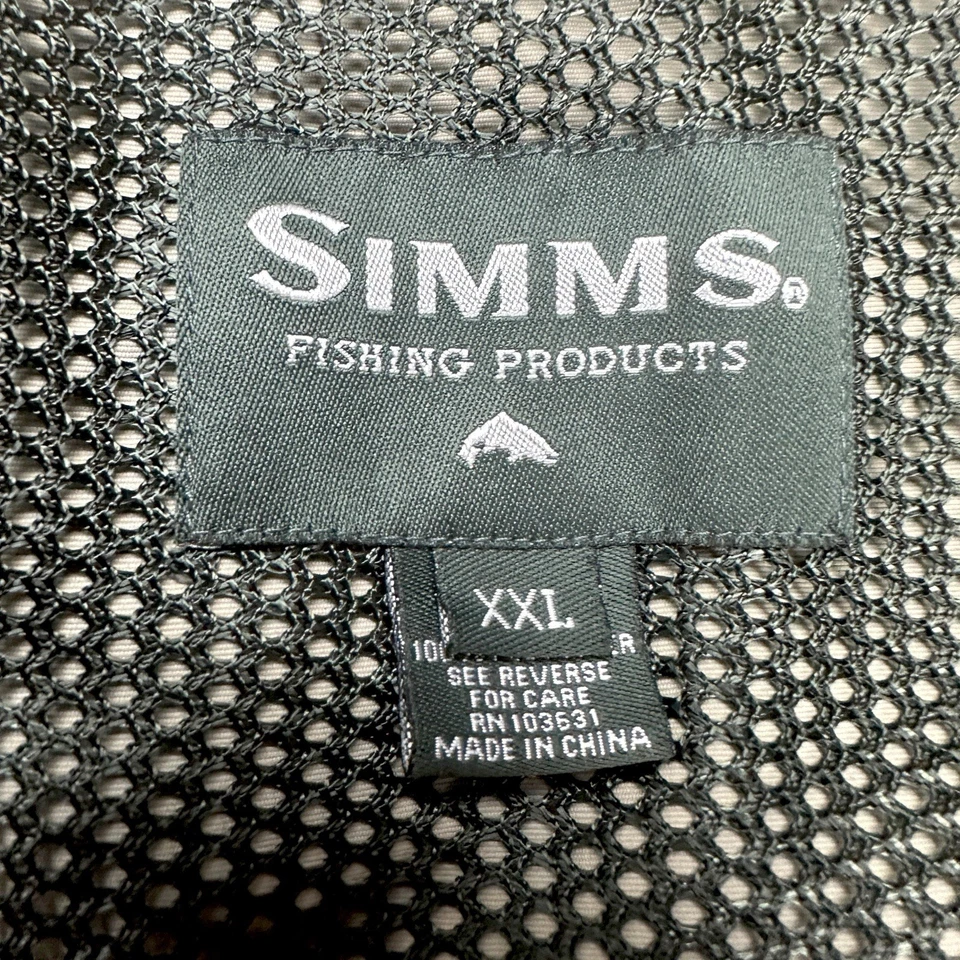 SIMMS®
FISHING PRODUCTS
XXL
SEE REVERSE
FOR CARE
RN 103631
MADE IN CHINA